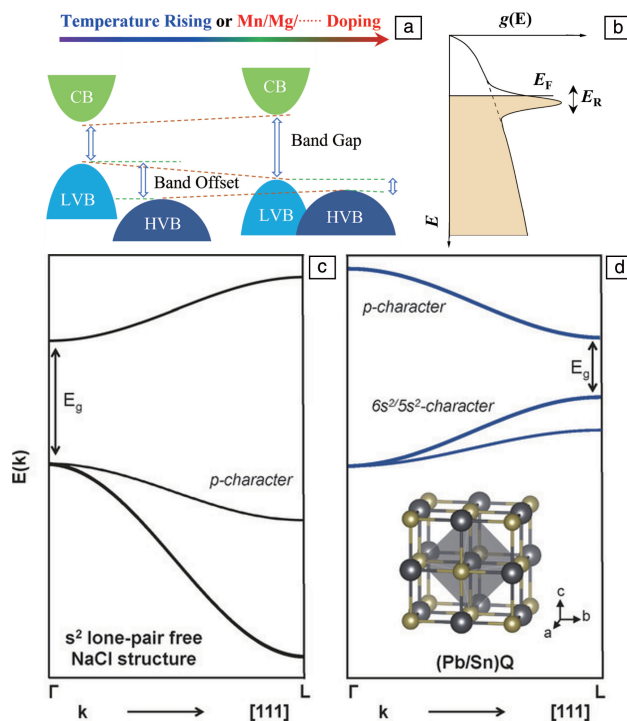 Temperature Rising or Mn/Mg/······ Doping
a
CB
CB
Band Gap
LVB
Band Offset
HVB
LVB
HVB
g(E)
b
E_F
E_R
E
c
E_g
p-character
E(k)
s² lone-pair free
NaCl structure
Γ
L
k
[111]
d
p-character
E_g
6s²/5s²-character
c
b
a
(Pb/Sn)Q
Γ
L
k
[111]